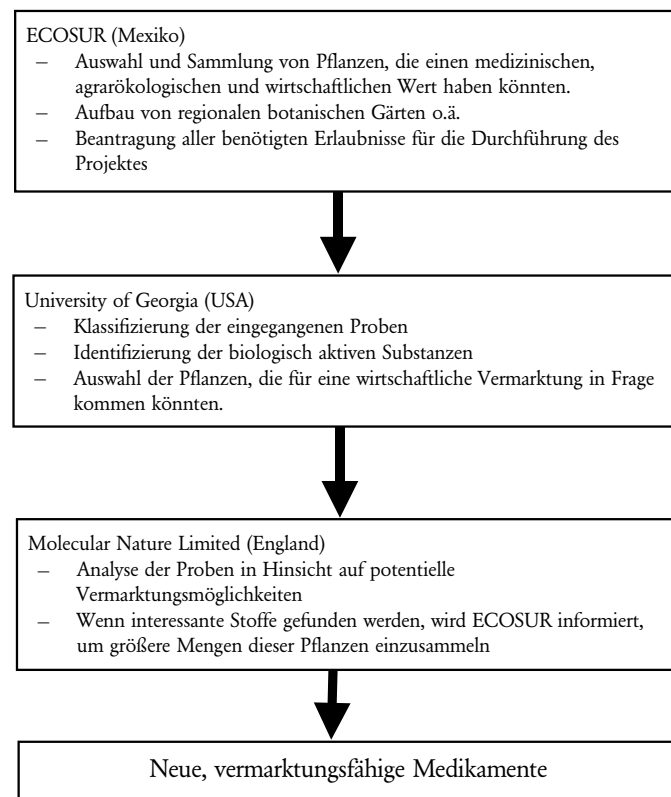 ECOSUR (Mexiko)
– Auswahl und Sammlung von Pflanzen, die einen medizinischen,
agrarökologischen und wirtschaftlichen Wert haben könnten.
– Aufbau von regionalen botanischen Gärten o.ä.
– Beantragung aller benötigten Erlaubnisse für die Durchführung des
Projektes
University of Georgia (USA)
– Klassifizierung der eingegangenen Proben
– Identifizierung der biologisch aktiven Substanzen
– Auswahl der Pflanzen, die für eine wirtschaftliche Vermarktung in Frage
kommen könnten.
Molecular Nature Limited (England)
– Analyse der Proben in Hinsicht auf potentielle
Vermarktungsmöglichkeiten
– Wenn interessante Stoffe gefunden werden, wird ECOSUR informiert,
um größere Mengen dieser Pflanzen einzusammeln
Neue, vermarktungsfähige Medikamente